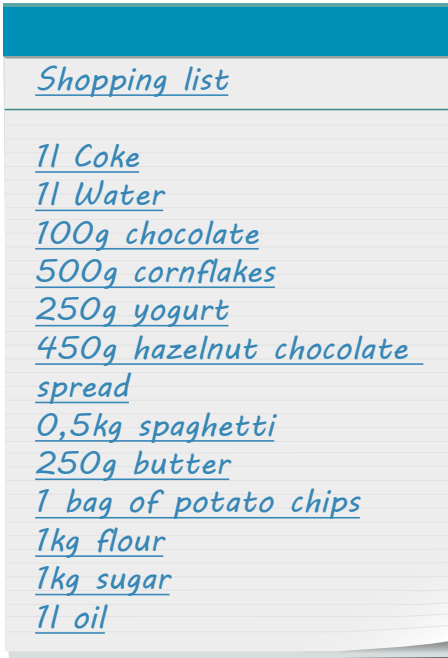 Shopping list
1l Coke
1l Water
100g chocolate
500g cornflakes
250g yogurt
450g hazelnut chocolate
spread
0,5kg spaghetti
250g butter
1 bag of potato chips
1kg flour
1kg sugar
1l oil